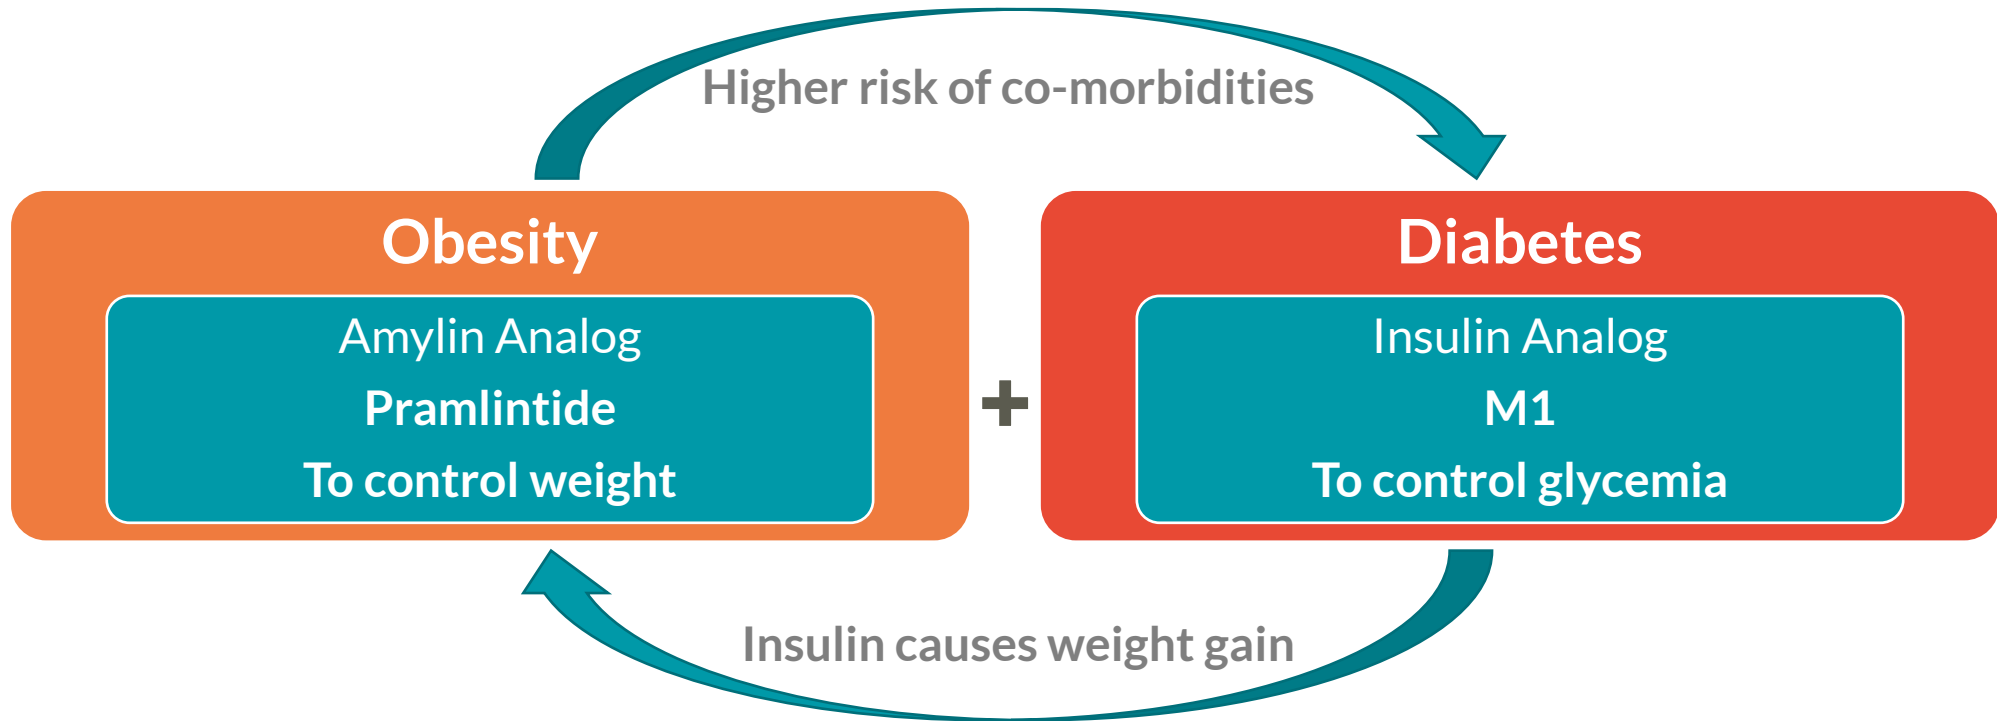 Higher risk of co-morbidities
Obesity
Amylin Analog
Pramlintide
To control weight
+
Diabetes
Insulin Analog
M1
To control glycemia
Insulin causes weight gain